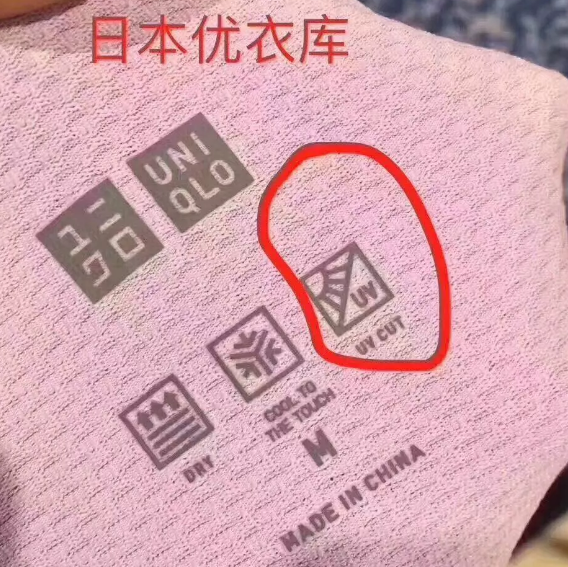 日本优衣库
UNI
QLO
ユニ
クロ
UV
UV CUT
COOL TO
THE TOUCH
DRY
M
MADE IN CHINA